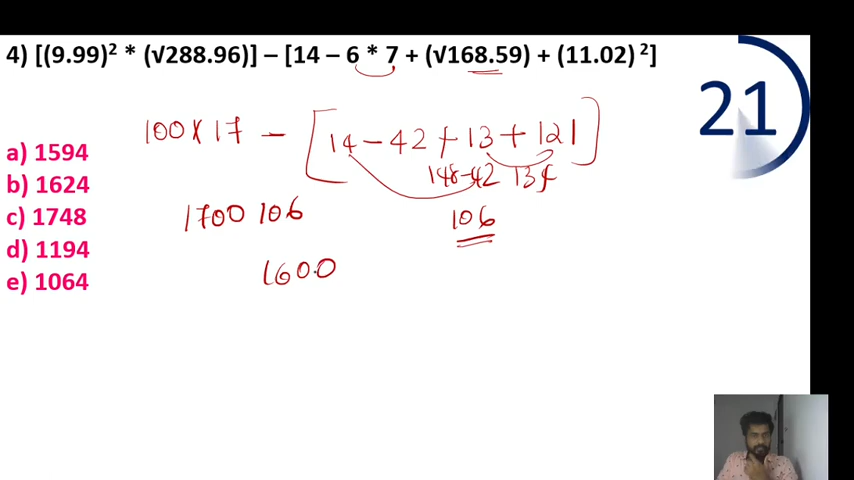 4) [(9.99)² * (√288.96)] – [14 – 6 * 7 + (√168.59) + (11.02) ²]
21
100 x 17 - [14 - 42 + 13 + 121]
148-42 134
a) 1594
b) 1624
c) 1748
d) 1194
e) 1064
1700 106
106
1600